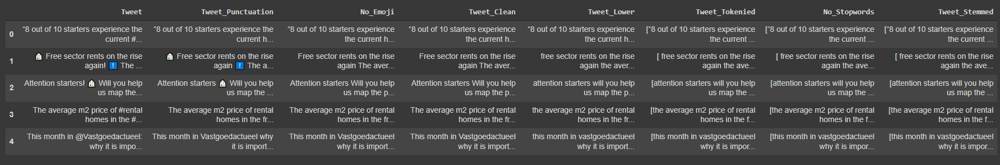 Tweet Tweet_Punctuation No_Emoji Tweet_Clean Tweet_Lower Tweet_Tokenied No_Stopwords Tweet_Stemmed
0 “8 out of 10 starters experience the “8 out of 10 starters experience the “8 out of 10 starters experience “8 out of 10 starters experience “8 out of 10 starters experience [“8 out of 10 starters experience [“8 out of 10 starters experience [“8 out of 10 starters experience
current #... current h... the current h... the current h... the current h... the current ... the current ... the current ...
1 🏠 Free sector rents on the rise 🏠 Free sector rents on the rise Free sector rents on the rise Free sector rents on the rise free sector rents on the rise [ free sector rents on the rise [ free sector rents on the rise [ free sector rents on the rise
again! ⬆️ The ... again ⬆️ The a... again The aver... again The aver... again the aver... again the ave... again the ave... again the ave...
2 Attention starters! 🏠 Will you help Attention starters 🏠 Will you help Attention starters Will you help Attention starters Will you help attention starters will you help [attention starters will you help [attention starters will you help [attention starters will you help
us map the... us map the ... us map the p... us map the p... us map the p... us map the ... us map the ... us map the ...
3 The average m2 price of #rental The average m2 price of rental The average m2 price of rental The average m2 price of rental the average m2 price of rental [the average m2 price of rental [the average m2 price of rental [the average m2 price of rental
homes in the #... homes in the fr... homes in the fr... homes in the fr... homes in the fr... homes in the f... homes in the f... homes in the f...
4 This month in @Vastgoedactueel: This month in Vastgoedactueel why This month in Vastgoedactueel This month in Vastgoedactueel this month in vastgoedactueel [this month in vastgoedactueel [this month in vastgoedactueel [this month in vastgoedactueel
why it is impo... it is import... why it is import... why it is import... why it is import... why it is impor... why it is impor... why it is impor...